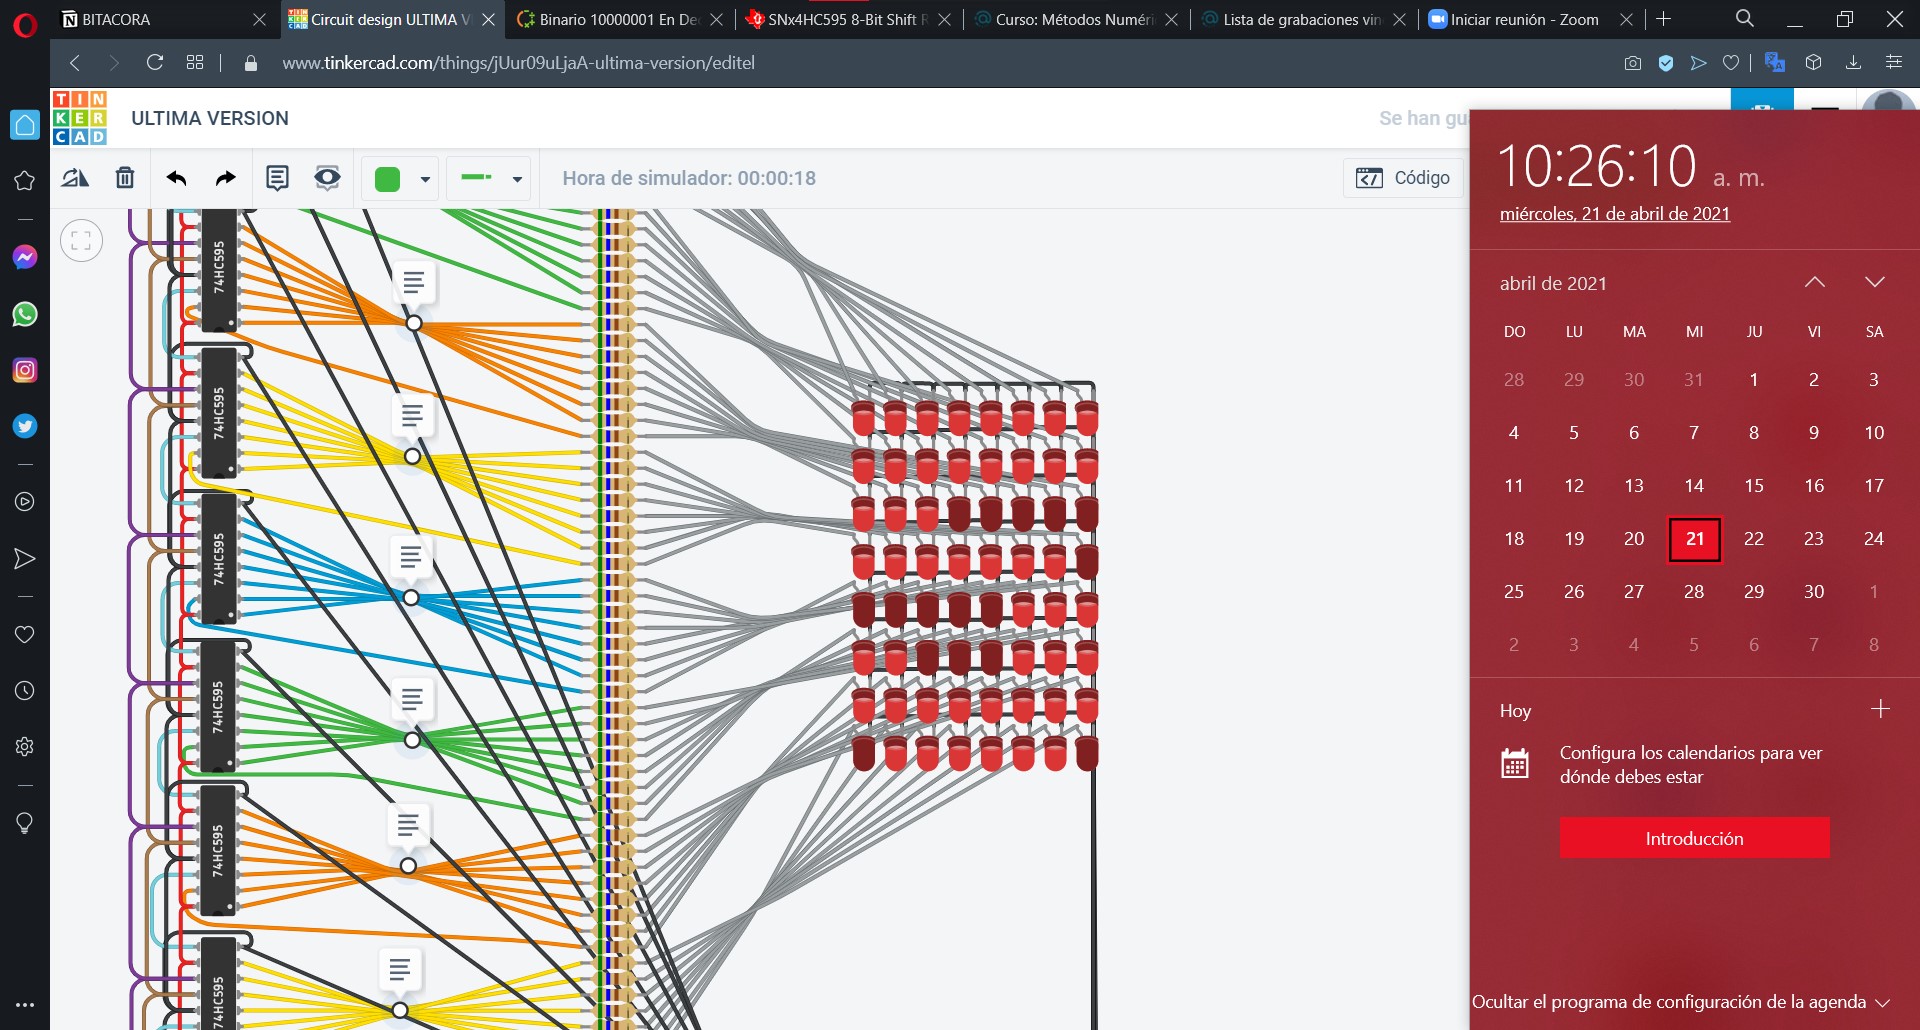 BITACORA
Circuit design ULTIMA V
Binario 10000001 En De
SNx4HC595 8-Bit Shift R
Curso: Métodos Numéri
Lista de grabaciones vin
Iniciar reunión - Zoom
www.tinkercad.com/things/jUur09uLjaA-ultima-version/editel
TIN
KER
CAD
ULTIMA VERSION
Se han gua
Hora de simulador: 00:00:18
Código
74HC595
74HC595
74HC595
74HC595
74HC595
74HC595
10:26:10 a. m.
miércoles, 21 de abril de 2021
abril de 2021
DO LU MA MI JU VI SA
28 29 30 31 1 2 3
4 5 6 7 8 9 10
11 12 13 14 15 16 17
18 19 20 21 22 23 24
25 26 27 28 29 30 1
2 3 4 5 6 7 8
Hoy
Configura los calendarios para ver
dónde debes estar
Introducción
Ocultar el programa de configuración de la agenda